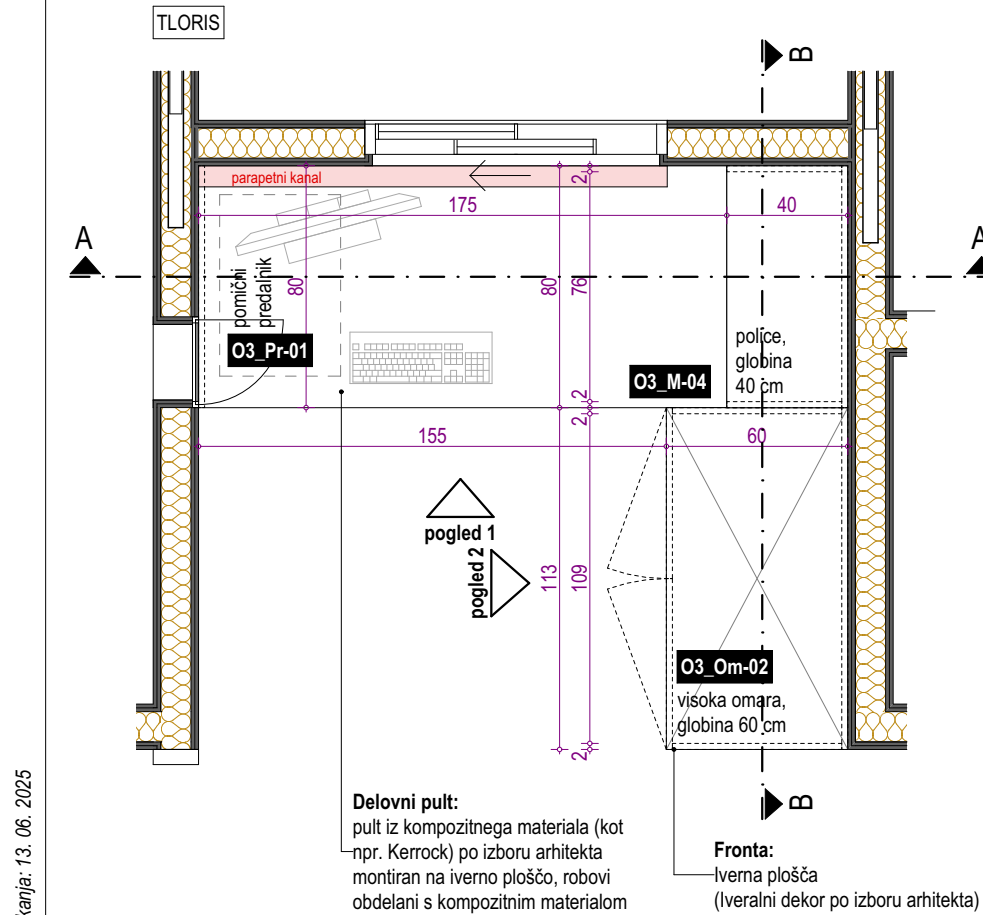 TLORIS
B
parapetni kanal
2
175
40
A
A
pomični
predalnik
80
80
76
O3_Pr-01
police,
globina
40 cm
O3_M-04
2
2
155
60
pogled 1
pogled 2
113
109
O3_Om-02
visoka omara,
globina 60 cm
2
B
Delovni pult:
pult iz kompozitnega materiala (kot
npr. Kerrock) po izboru arhitekta
montiran na iverno ploščo, robovi
obdelani s kompozitnim materialom
Fronta:
Iverna plošča
(Iveralni dekor po izboru arhitekta)
kanja: 13. 06. 2025